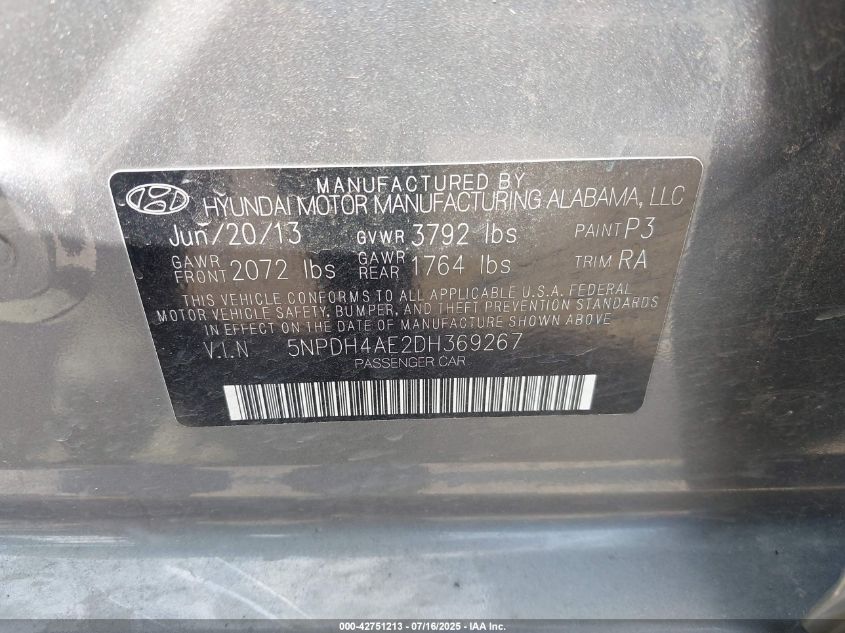 MANUFACTURED BY
HYUNDAI MOTOR MANUFACTURING ALABAMA, LLC
Jun/20/13 GVWR 3792 lbs PAINT P3
GAWR FRONT 2072 lbs GAWR REAR 1764 lbs TRIM RA
THIS VEHICLE CONFORMS TO ALL APPLICABLE U.S.A. FEDERAL
MOTOR VEHICLE SAFETY, BUMPER, AND THEFT PREVENTION STANDARDS
IN EFFECT ON THE DATE OF MANUFACTURE SHOWN ABOVE.
V.I.N 5NPDH4AE2DH369267
PASSENGER CAR
000-42751213 - 07/16/2025 - IAA Inc.